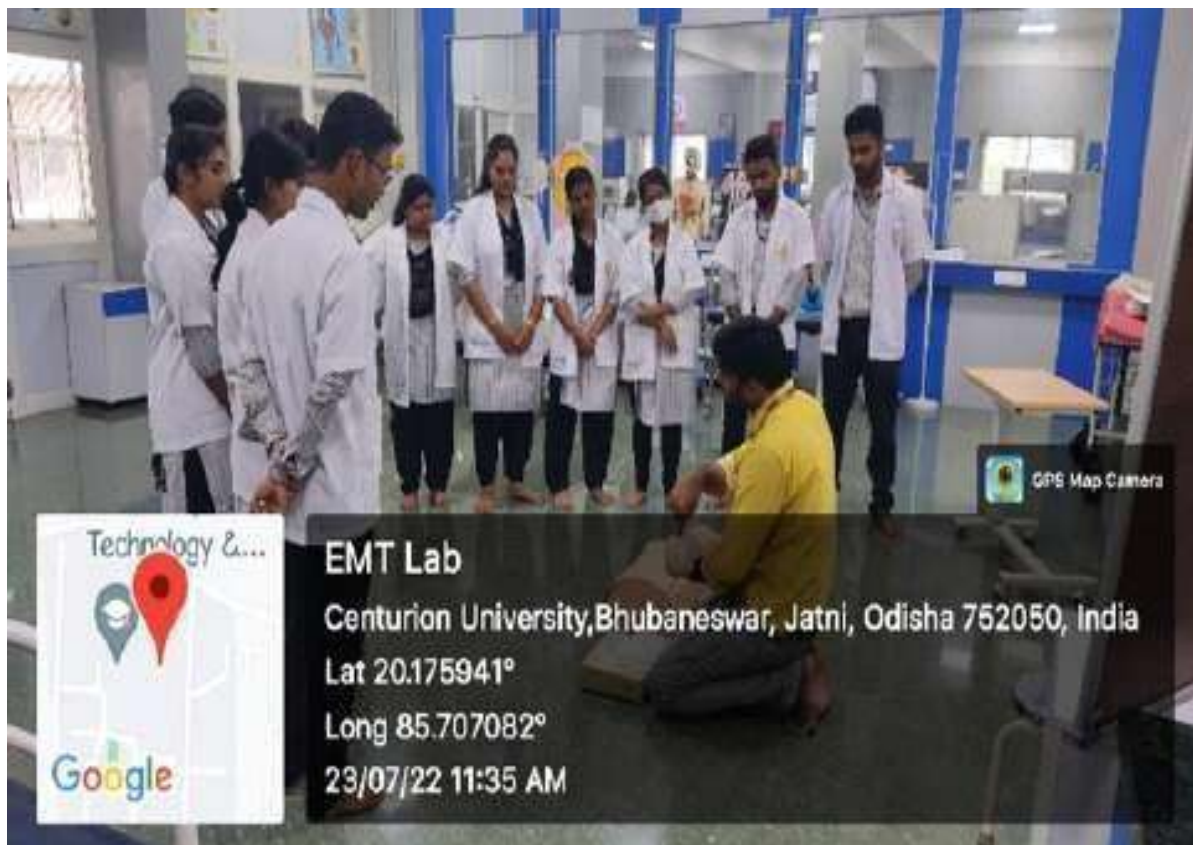 GPS Map Camera
Technology &...
Google
EMT Lab
Centurion University,Bhubaneswar, Jatni, Odisha 752050, India
Lat 20.175941°
Long 85.707082°
23/07/22 11:35 AM